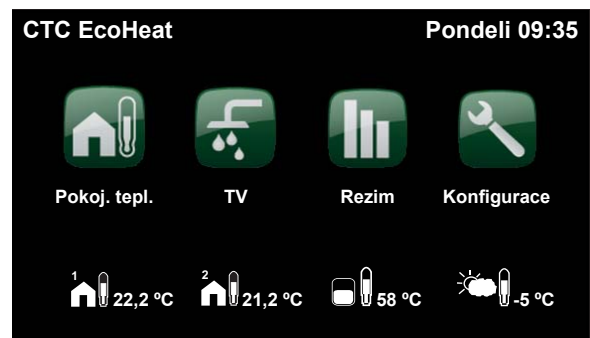 CTC EcoHeat
Pondeli 09:35
Pokoj. tepl.
TV
Rezim
Konfigurace
1 22,2 ºC
2 21,2 ºC
58 ºC
-5 ºC